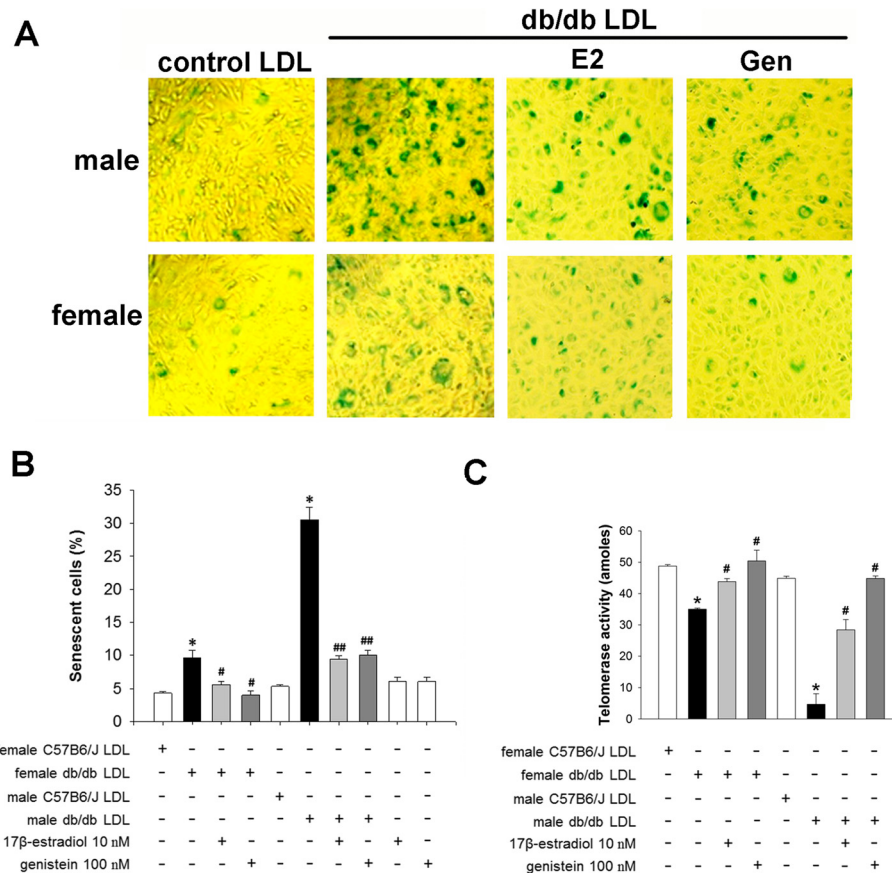 A
db/db LDL
control LDL
E2
Gen
male
female
B
Senescent cells (%)
35
30
25
20
15
10
5
0
*
#
#
*
##
##
female C57B6/J LDL + - - - - - - - - -
female db/db LDL - + + + - - - - - -
male C57B6/J LDL - - - - + - - - - -
male db/db LDL - - - - - + + + - -
17β-estradiol 10 nM - - + - - - + - + -
genistein 100 nM - - - + - - - + - +
C
Telomerase activity (amoles)
60
50
40
30
20
10
0
*
#
#
*
#
#
female C57B6/J LDL + - - - - - - -
female db/db LDL - + + + - - - -
male C57B6/J LDL - - - - + - - -
male db/db LDL - - - - - + + +
17β-estradiol 10 nM - - + - - - + -
genistein 100 nM - - - + - - - +